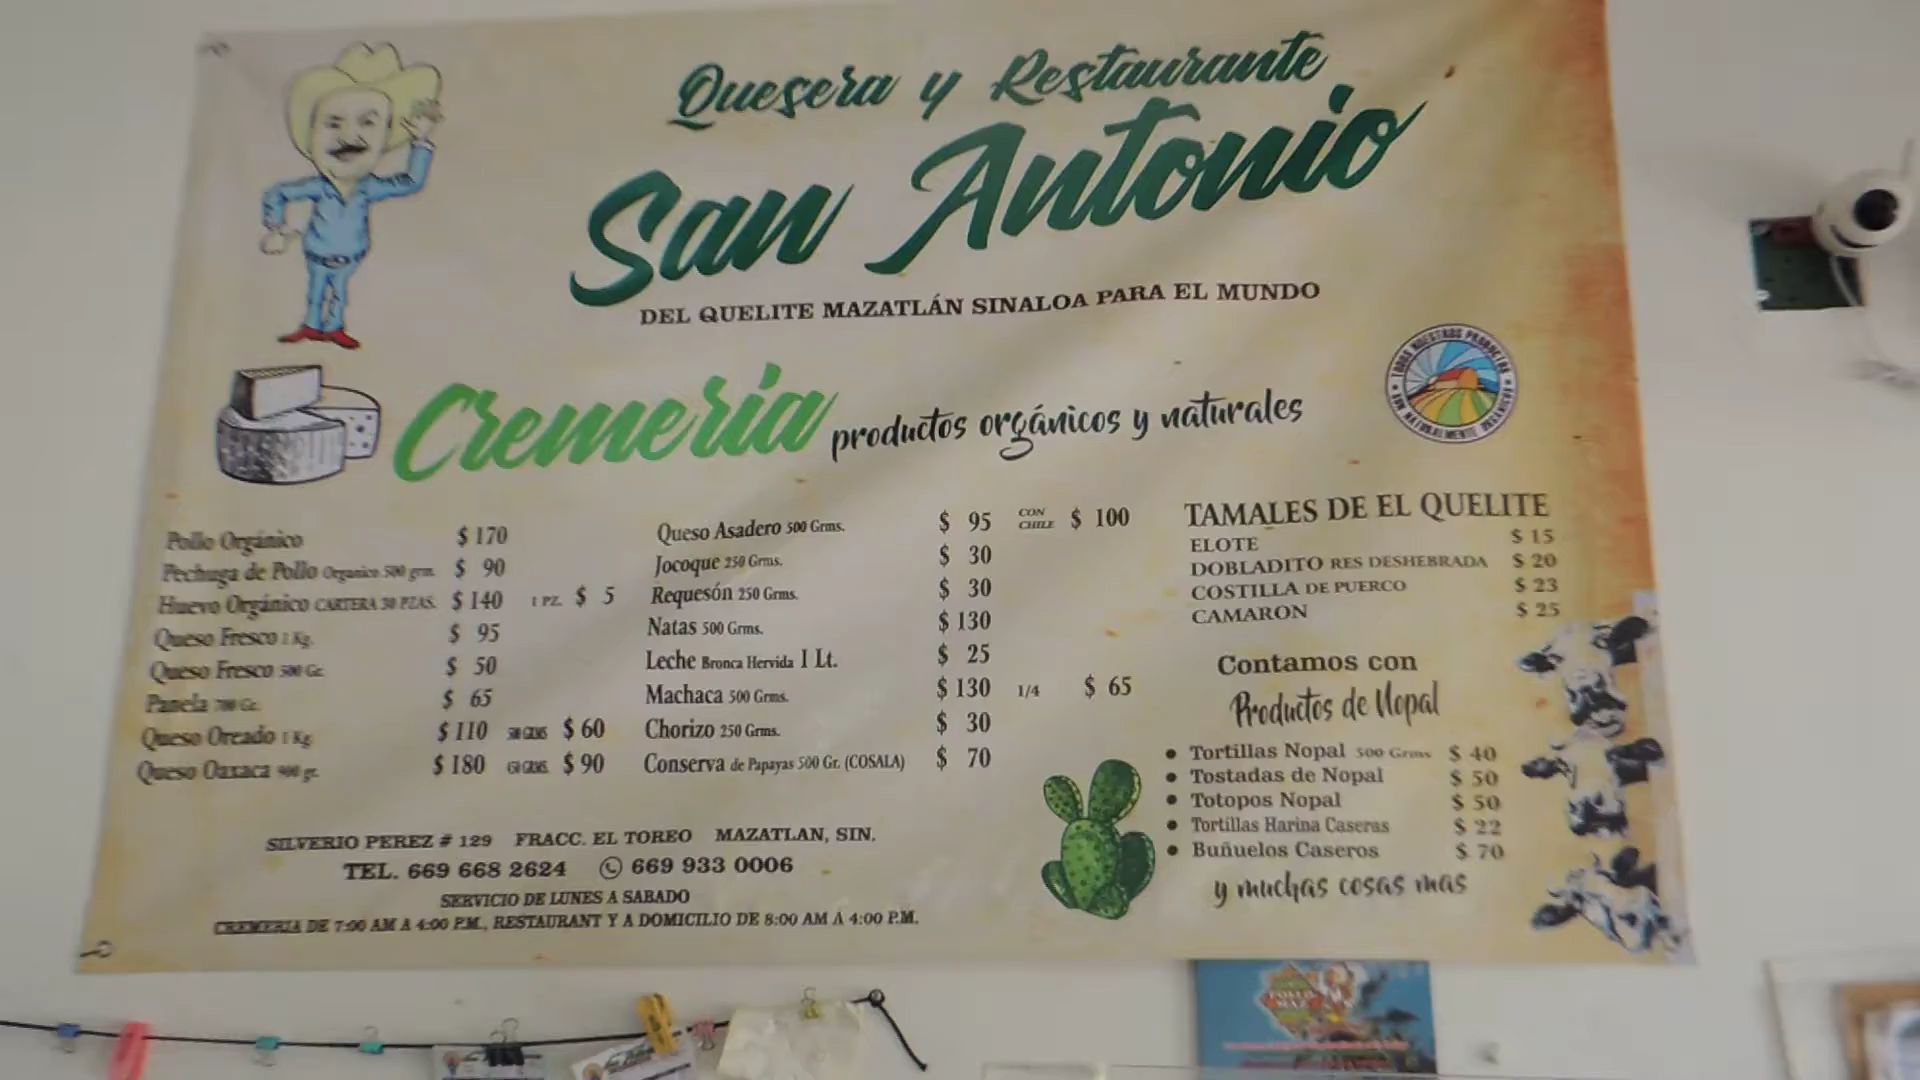 Quesera y Restaurante
San Antonio
DEL QUELITE MAZATLÁN SINALOA PARA EL MUNDO
Cremería productos orgánicos y naturales
TODOS NUESTROS PRODUCTOS SON NATURALMENTE ORGANICOS
Pollo Orgánico $ 170
Pechuga de Pollo Organico 500 grm. $ 90
Huevo Orgánico CARTERA 30 PZAS. $ 140 1 PZ. $ 5
Queso Fresco 1 Kg. $ 95
Queso Fresco 500 Gr. $ 50
Panela 700 Gr. $ 65
Queso Oreado 1 Kg $ 110 500 GRMS $ 60
Queso Oaxaca 900 gr. $ 180 450 GRMS. $ 90
Queso Asadero 500 Grms. $ 95 CON CHILE $ 100
Jocoque 250 Grms. $ 30
Requesón 250 Grms. $ 30
Natas 500 Grms. $ 130
Leche Bronca Hervida 1 Lt. $ 25
Machaca 500 Grms. $ 130 1/4 $ 65
Chorizo 250 Grms. $ 30
Conserva de Papayas 500 Gr. (COSALA) $ 70
TAMALES DE EL QUELITE
ELOTE $ 15
DOBLADITO RES DESHEBRADA $ 20
COSTILLA DE PUERCO $ 23
CAMARON $ 25
Contamos con
Productos de Nopal
• Tortillas Nopal 500 Grms $ 40
• Tostadas de Nopal $ 50
• Totopos Nopal $ 50
• Tortillas Harina Caseras $ 22
• Buñuelos Caseros $ 70
y muchas cosas mas
SILVERIO PEREZ # 129 FRACC. EL TOREO MAZATLAN, SIN.
TEL. 669 668 2624 669 933 0006
SERVICIO DE LUNES A SABADO
CREMERIA DE 7:00 AM A 4:00 P.M., RESTAURANT Y A DOMICILIO DE 8:00 AM A 4:00 P.M.